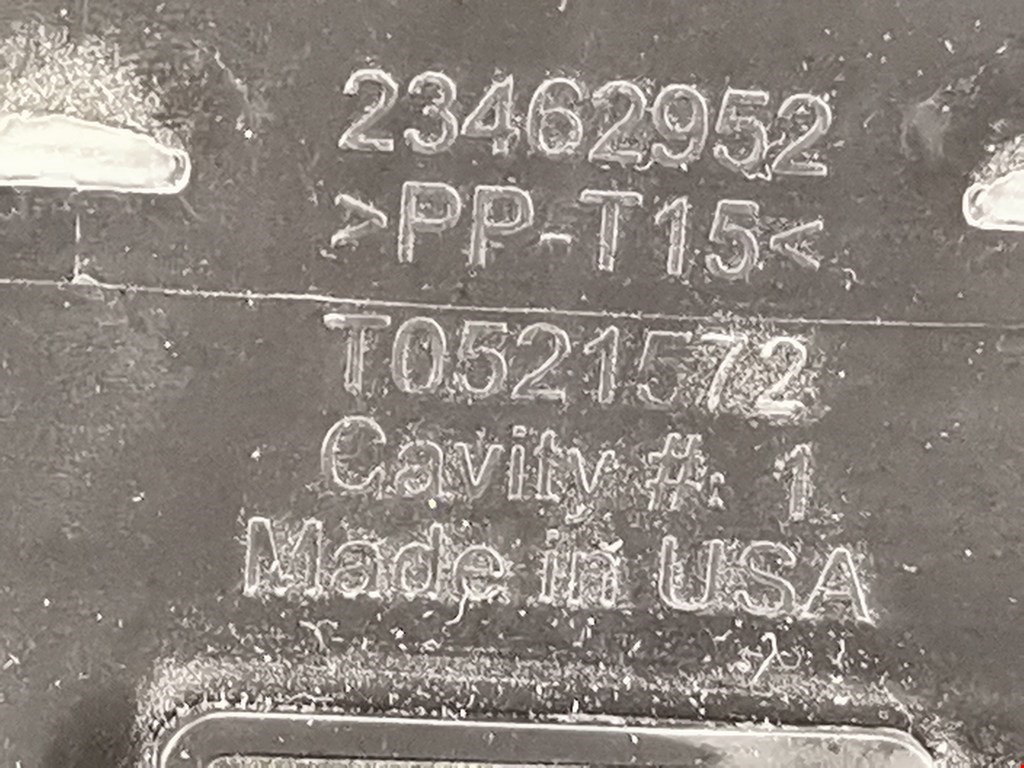 23462952
>PP-T15<
T0521572
Cavity #: 1
Made in USA